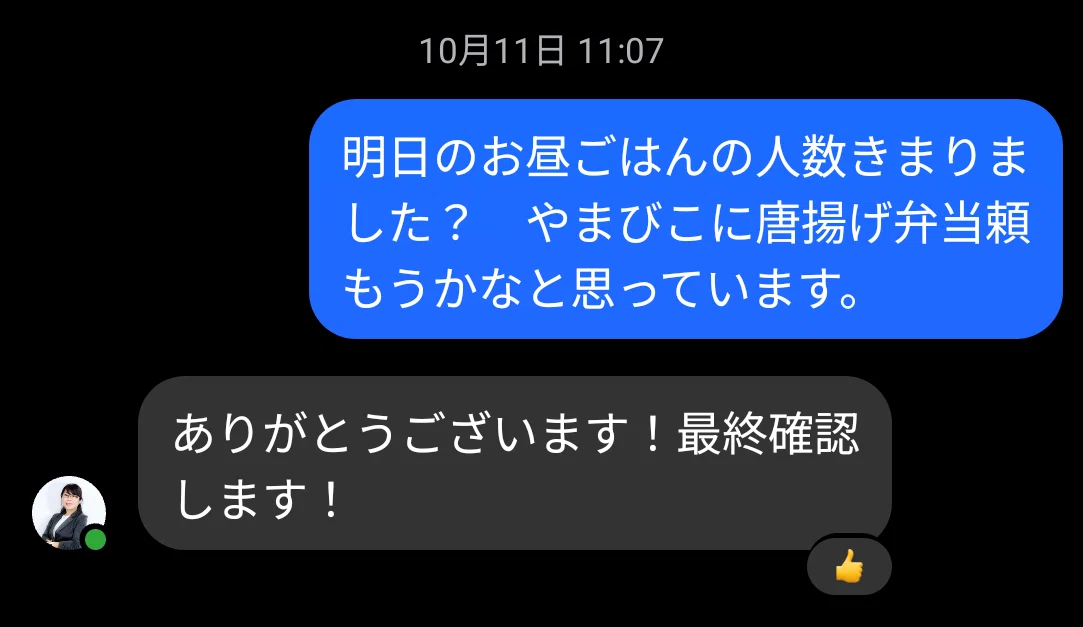 10月11日 11:07
明日のお昼ごはんの人数きまりま
した？　やまびこに唐揚げ弁当頼
もうかなと思っています。
ありがとうございます！最終確認
します！